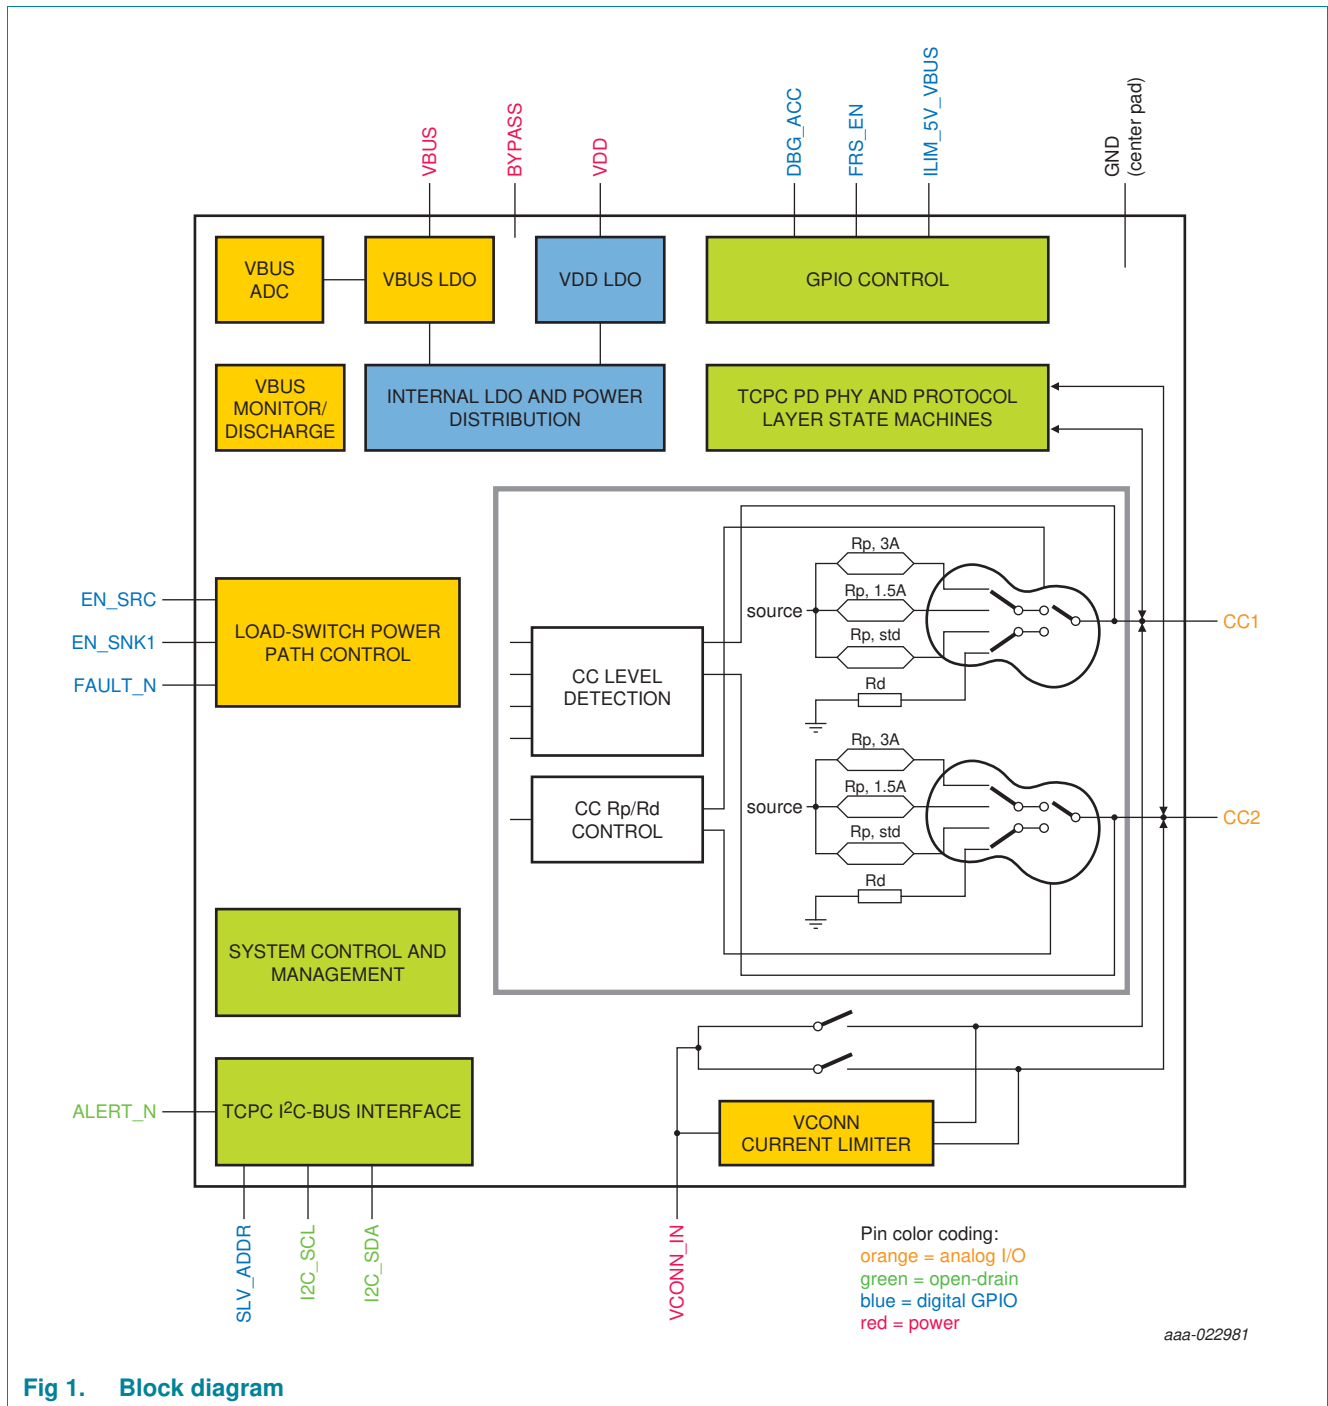 VBUS
BYPASS
VDD
DBG_ACC
FRS_EN
ILIM_5V_VBUS
GND
(center pad)
VBUS
ADC
VBUS LDO
VDD LDO
GPIO CONTROL
VBUS
MONITOR/
DISCHARGE
INTERNAL LDO AND POWER
DISTRIBUTION
TCPC PD PHY AND PROTOCOL
LAYER STATE MACHINES
EN_SRC
EN_SNK1
FAULT_N
LOAD-SWITCH POWER
PATH CONTROL
CC LEVEL
DETECTION
CC Rp/Rd
CONTROL
source
Rp, 3A
Rp, 1.5A
Rp, std
Rd
CC1
source
Rp, 3A
Rp, 1.5A
Rp, std
Rd
CC2
SYSTEM CONTROL AND
MANAGEMENT
ALERT_N
TCPC I2C-BUS INTERFACE
VCONN
CURRENT LIMITER
SLV_ADDR
I2C_SCL
I2C_SDA
VCONN_IN
Pin color coding:
orange = analog I/O
green = open-drain
blue = digital GPIO
red = power
aaa-022981
Fig 1. Block diagram